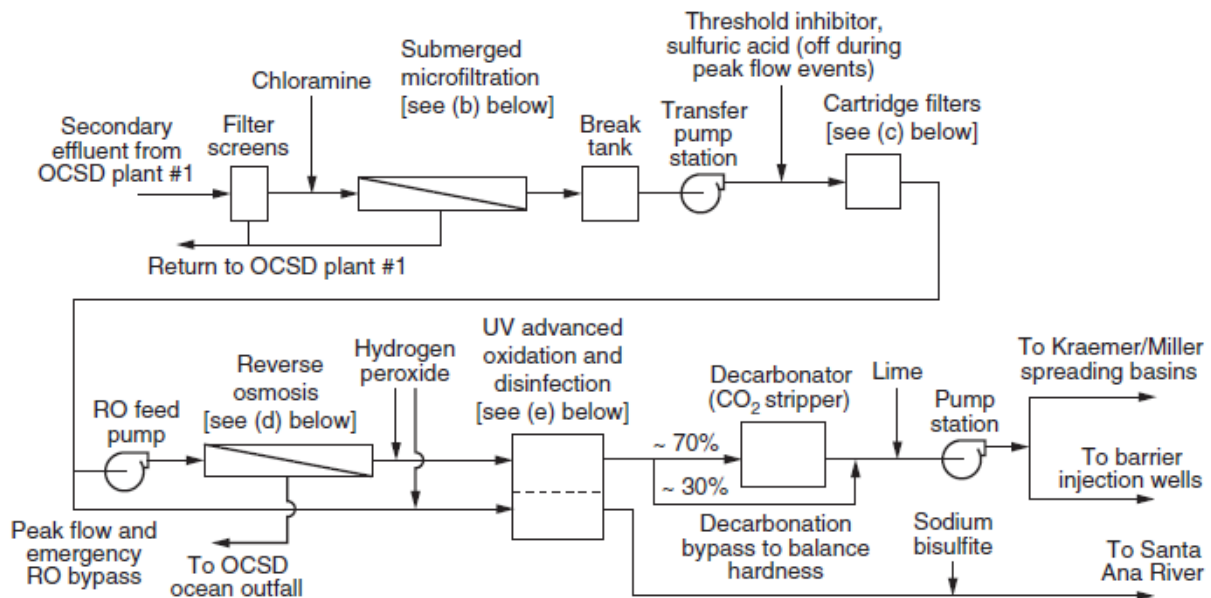 Threshold inhibitor,
sulfuric acid (off during
peak flow events)
Submerged
microfiltration
[see (b) below]
Chloramine
Cartridge filters
[see (c) below]
Secondary
effluent from
OCSD plant #1
Filter
screens
Break
tank
Transfer
pump
station
Return to OCSD plant #1
UV advanced
oxidation and
disinfection
[see (e) below]
Hydrogen
peroxide
Reverse
osmosis
[see (d) below]
RO feed
pump
Decarbonator
(CO₂ stripper)
Lime
Pump
station
To Kraemer/Miller
spreading basins
~ 70%
~ 30%
To barrier
injection wells
Peak flow and
emergency
RO bypass
To OCSD
ocean outfall
Decarbonation
bypass to balance
hardness
Sodium
bisulfite
To Santa
Ana River